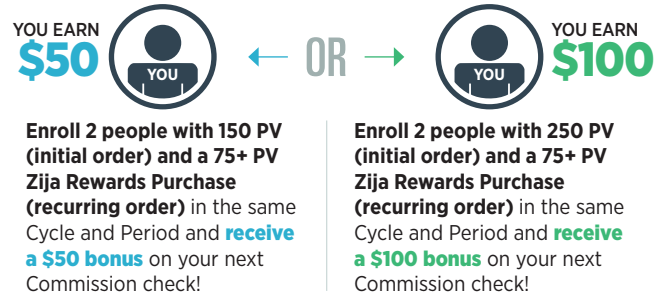 YOU EARN
$50
YOU
OR
YOU
YOU EARN
$100
Enroll 2 people with 150 PV
(initial order) and a 75+ PV
Zija Rewards Purchase
(recurring order) in the same
Cycle and Period and receive
a $50 bonus on your next
Commission check!
Enroll 2 people with 250 PV
(initial order) and a 75+ PV
Zija Rewards Purchase
(recurring order) in the same
Cycle and Period and receive
a $100 bonus on your next
Commission check!